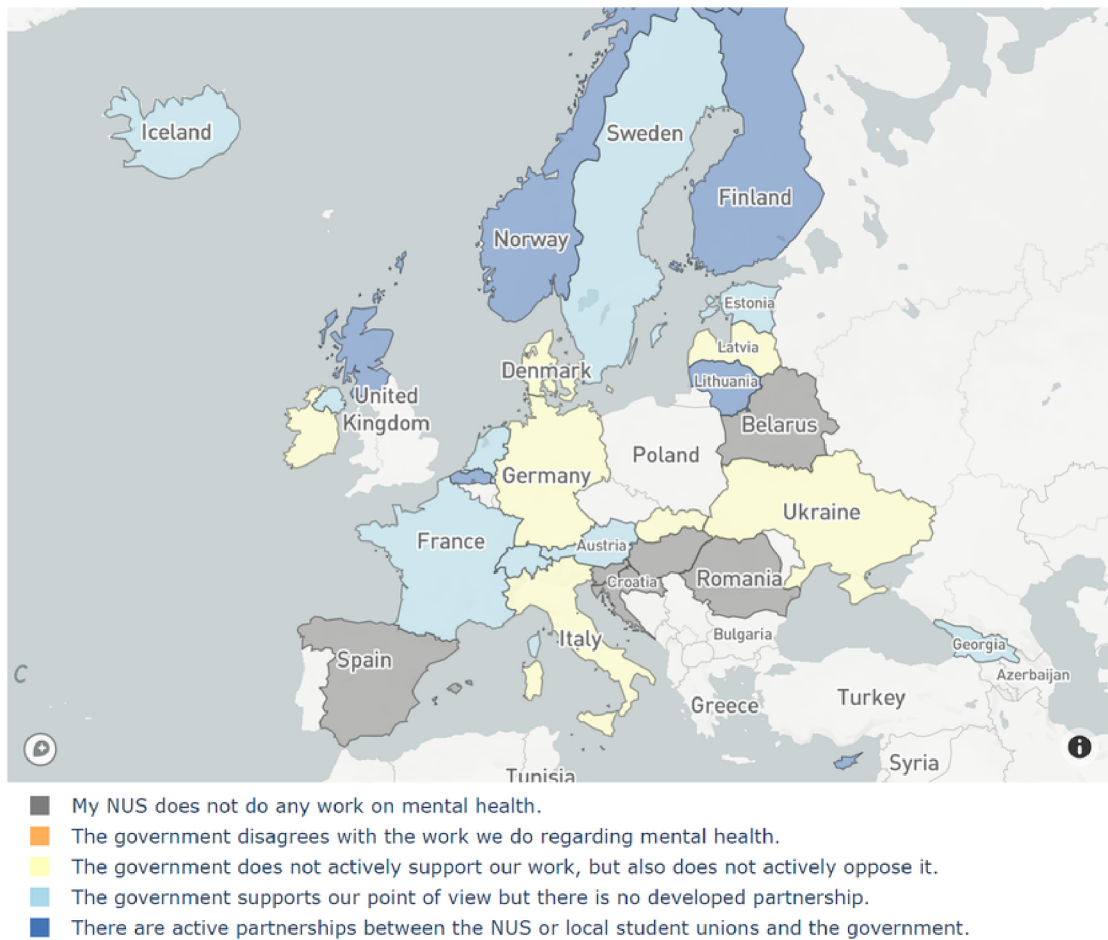 Iceland
Sweden
Finland
Norway
Estonia
Latvia
Denmark
Lithuania
United
Kingdom
Belarus
Poland
Germany
Ukraine
France
Austria
Croatia
Romania
Italy
Bulgaria
Georgia
Spain
C
Azerbaijan
Turkey
Greece
Syria
Tunisia
My NUS does not do any work on mental health.
The government disagrees with the work we do regarding mental health.
The government does not actively support our work, but also does not actively oppose it.
The government supports our point of view but there is no developed partnership.
There are active partnerships between the NUS or local student unions and the government.